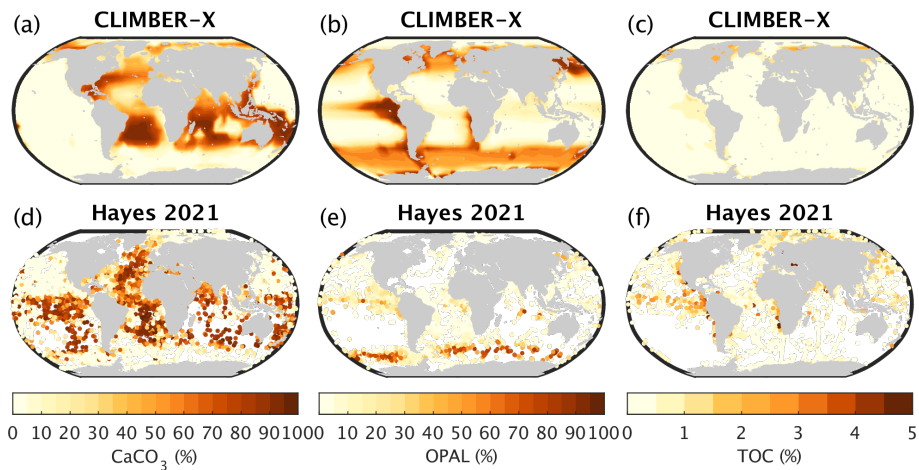 (a) CLIMBER-X
(b) CLIMBER-X
(c) CLIMBER-X
(d) Hayes 2021
(e) Hayes 2021
(f) Hayes 2021
0 10 20 30 40 50 60 70 80 90 100
CaCO3 (%)
0 10 20 30 40 50 60 70 80 90 100
OPAL (%)
0 1 2 3 4 5
TOC (%)